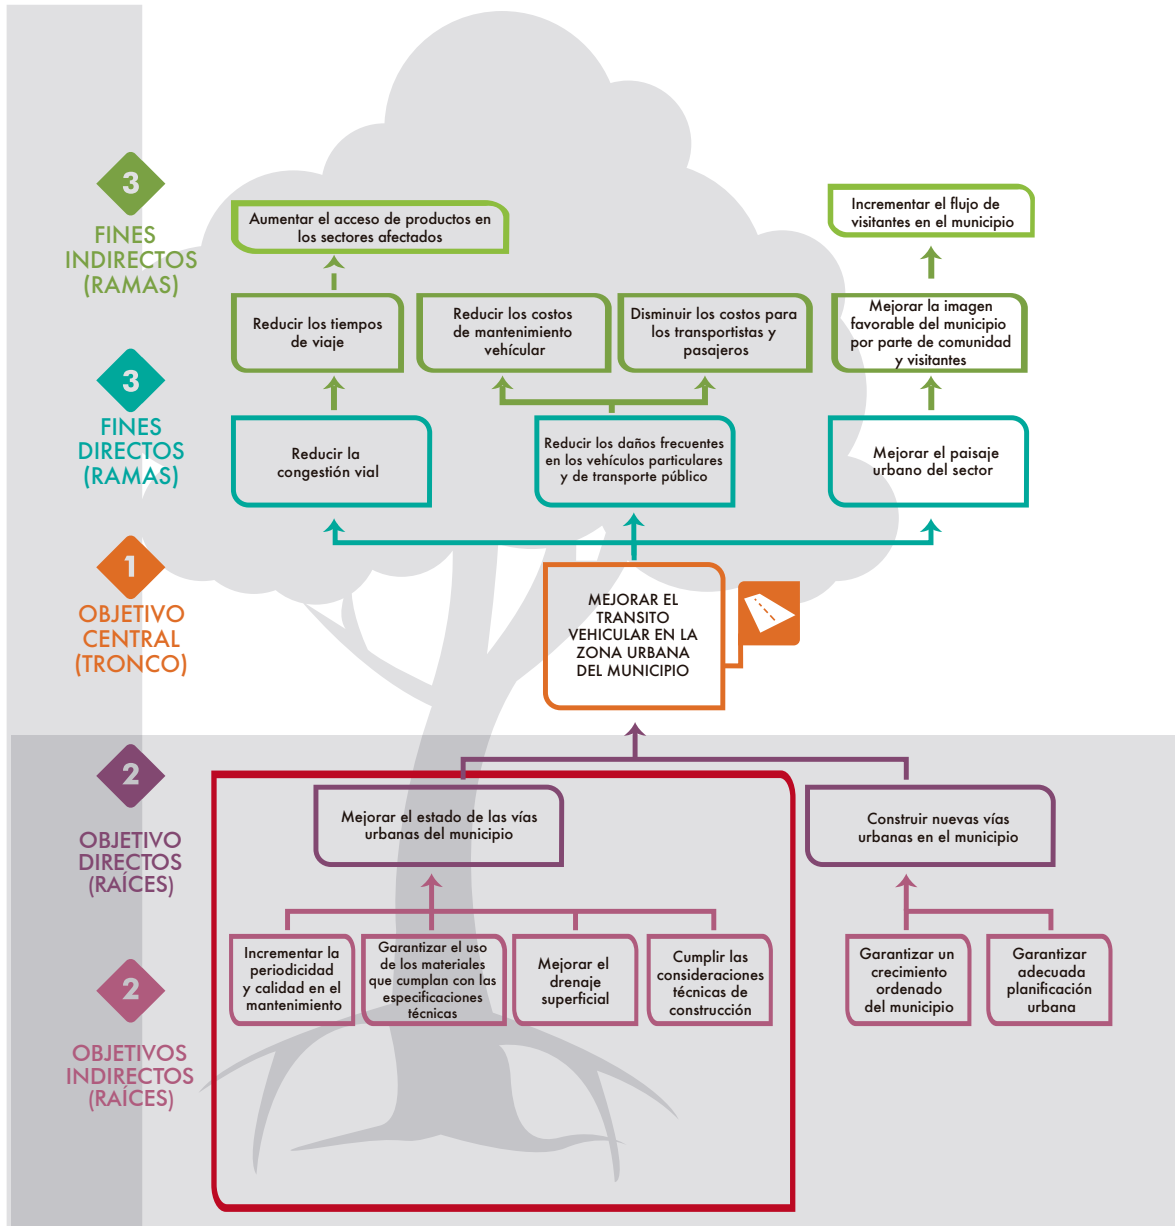 3
FINES
INDIRECTOS
(RAMAS)
Aumentar el acceso de productos en
los sectores afectados
Incrementar el flujo de
visitantes en el municipio
Reducir los tiempos
de viaje
Reducir los costos
de mantenimiento
vehícular
Disminuir los costos para
los transportistas y
pasajeros
Mejorar la imagen
favorable del municipio
por parte de comunidad
y visitantes
3
FINES
DIRECTOS
(RAMAS)
Reducir la
congestión vial
Reducir los daños frecuentes
en los vehículos particulares
y de transporte público
Mejorar el paisaje
urbano del sector
1
OBJETIVO
CENTRAL
(TRONCO)
MEJORAR EL
TRANSITO
VEHICULAR EN LA
ZONA URBANA
DEL MUNICIPIO
2
OBJETIVO
DIRECTOS
(RAÍCES)
Mejorar el estado de las vías
urbanas del municipio
Construir nuevas vías
urbanas en el municipio
2
OBJETIVOS
INDIRECTOS
(RAÍCES)
Incrementar la
periodicidad
y calidad en el
mantenimiento
Garantizar el uso
de los materiales
que cumplan con las
especificaciones
técnicas
Mejorar el
drenaje
superficial
Cumplir las
consideraciones
técnicas de
construcción
Garantizar un
crecimiento
ordenado
del municipio
Garantizar
adecuada
planificación
urbana